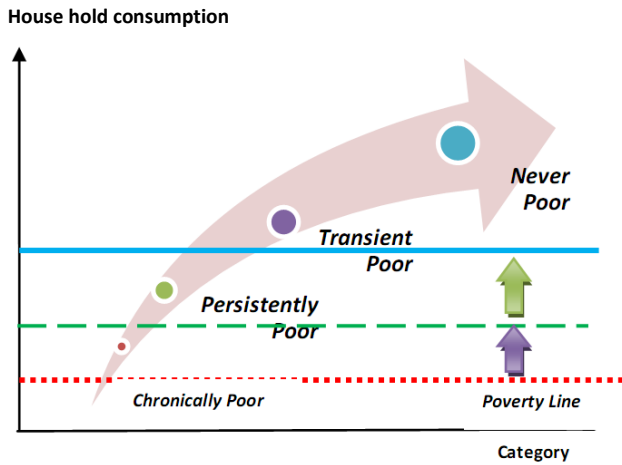 House hold consumption
Never
Poor
Transient
Poor
Persistently
Poor
Chronically Poor
Poverty Line
Category